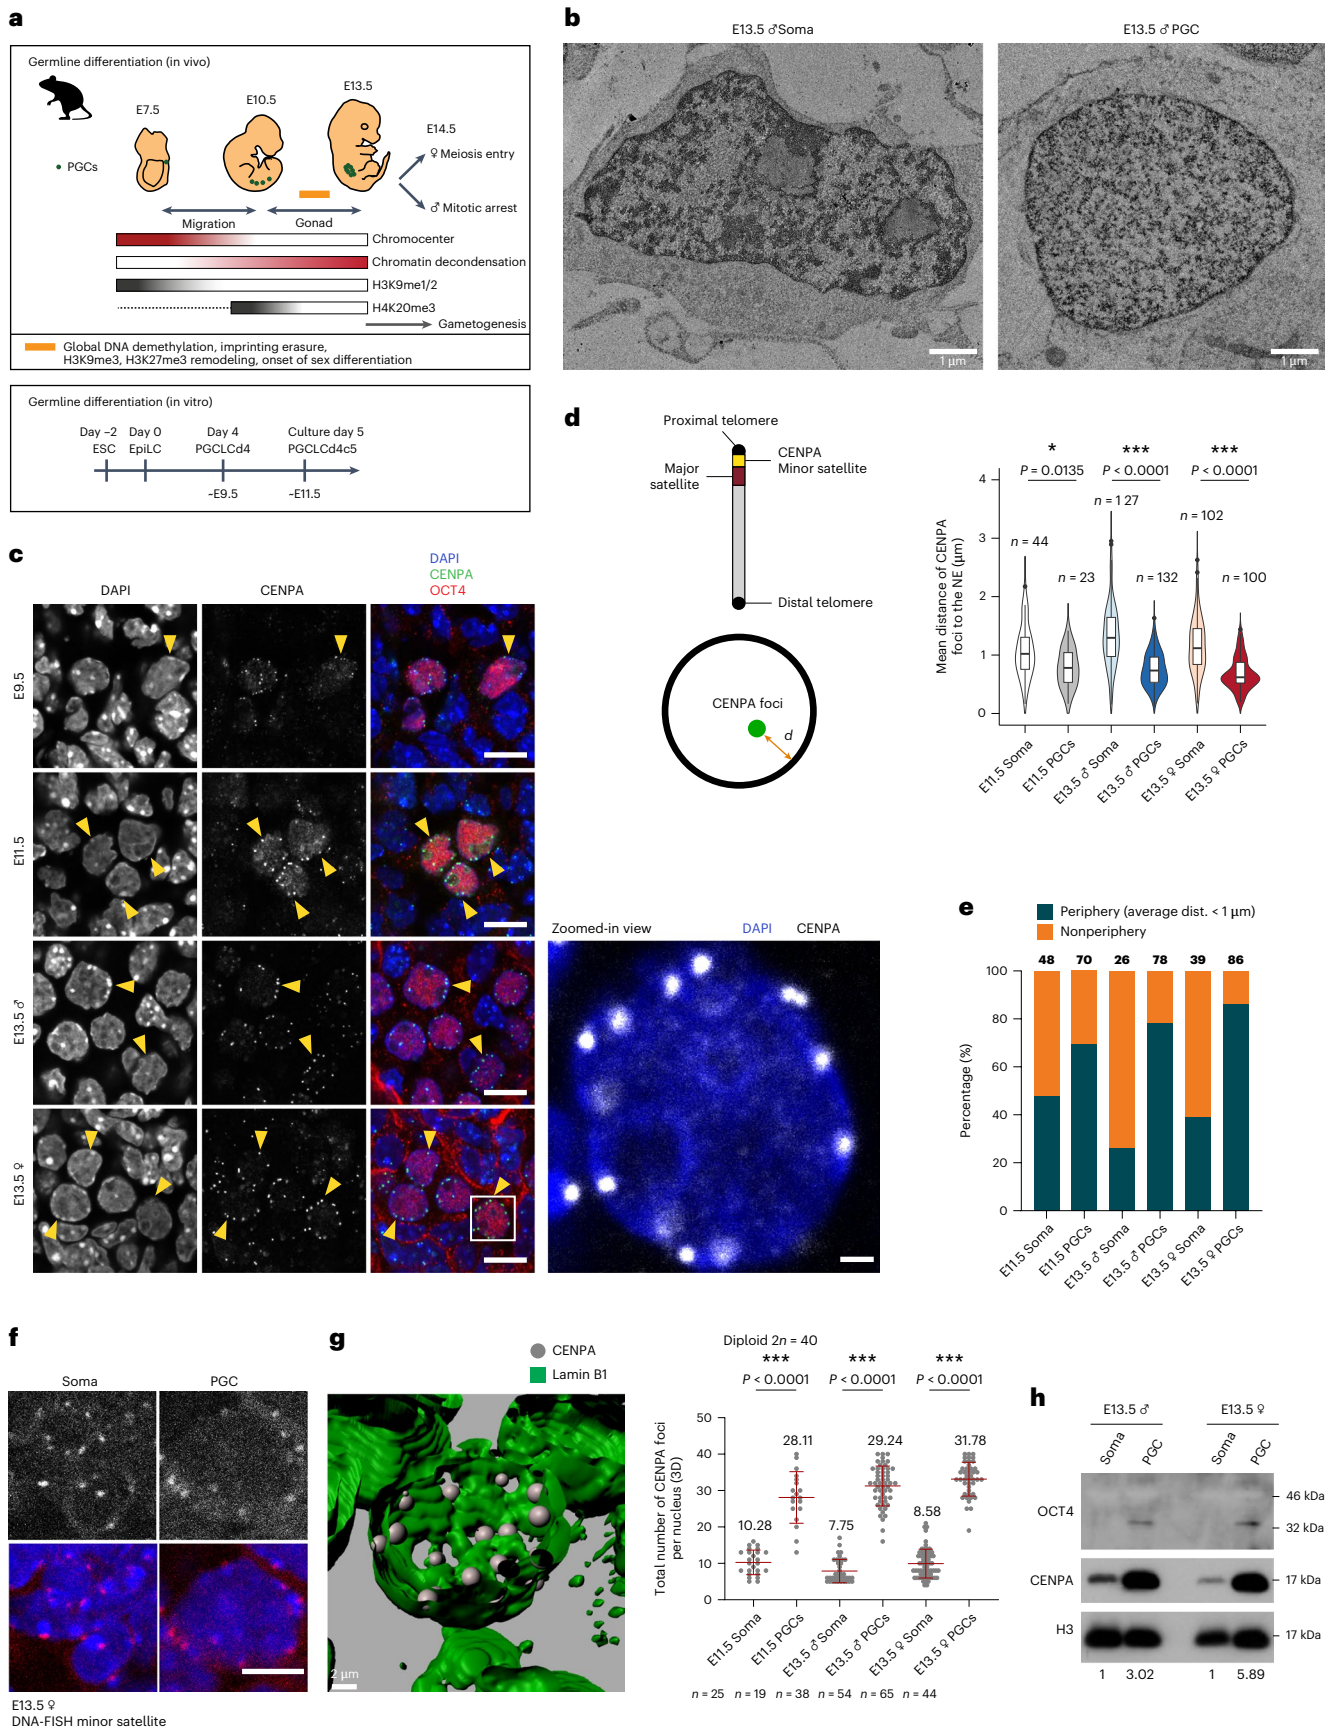 a
Germline differentiation (in vivo)
E7.5
E10.5
E13.5
E14.5
PGCs
♀ Meiosis entry
♂ Mitotic arrest
Migration
Gonad
Chromocenter
Chromatin decondensation
H3K9me1/2
H4K20me3
Gametogenesis
Global DNA demethylation, imprinting erasure,
H3K9me3, H3K27me3 remodeling, onset of sex differentiation
Germline differentiation (in vitro)
Day –2 Day 0 Day 4 Culture day 5
ESC EpiLC PGCLCd4 PGCLCd4c5
~E9.5 ~E11.5
b
E13.5 ♂ Soma
E13.5 ♂ PGC
1 µm
1 µm
c
DAPI
CENPA
DAPI
CENPA
OCT4
E9.5
E11.5
E13.5 ♂
E13.5 ♀
Zoomed-in view DAPI CENPA
d
Proximal telomere
CENPA
Minor satellite
Major
satellite
Distal telomere
CENPA foci
d
Mean distance of CENPA
foci to the NE (µm)
* *** ***
P = 0.0135 P < 0.0001 P < 0.0001
n = 44
n = 23
n = 1 27
n = 132
n = 102
n = 100
4
3
2
1
0
E11.5 Soma
E11.5 PGCs
E13.5 ♂ Soma
E13.5 ♂ PGCs
E13.5 ♀ Soma
E13.5 ♀ PGCs
e
Periphery (average dist. < 1 µm)
Nonperiphery
48 70 26 78 39 86
Percentage (%)
100
80
60
40
20
0
E11.5 Soma
E11.5 PGCs
E13.5 ♂ Soma
E13.5 ♂ PGCs
E13.5 ♀ Soma
E13.5 ♀ PGCs
f
Soma
PGC
E13.5 ♀
DNA-FISH minor satellite
g
CENPA
Lamin B1
2 µm
Diploid 2n = 40
*** *** ***
P < 0.0001 P < 0.0001 P < 0.0001
Total number of CENPA foci
per nucleus (3D)
50
40
30
20
10
0
10.28
28.11
7.75
29.24
8.58
31.78
E11.5 Soma
E11.5 PGCs
E13.5 ♂ Soma
E13.5 ♂ PGCs
E13.5 ♀ Soma
E13.5 ♀ PGCs
n = 25 n = 19 n = 38 n = 54 n = 65 n = 44
h
E13.5 ♂ E13.5 ♀
Soma PGC Soma PGC
OCT4
46 kDa
32 kDa
CENPA
17 kDa
H3
17 kDa
1 3.02 1 5.89